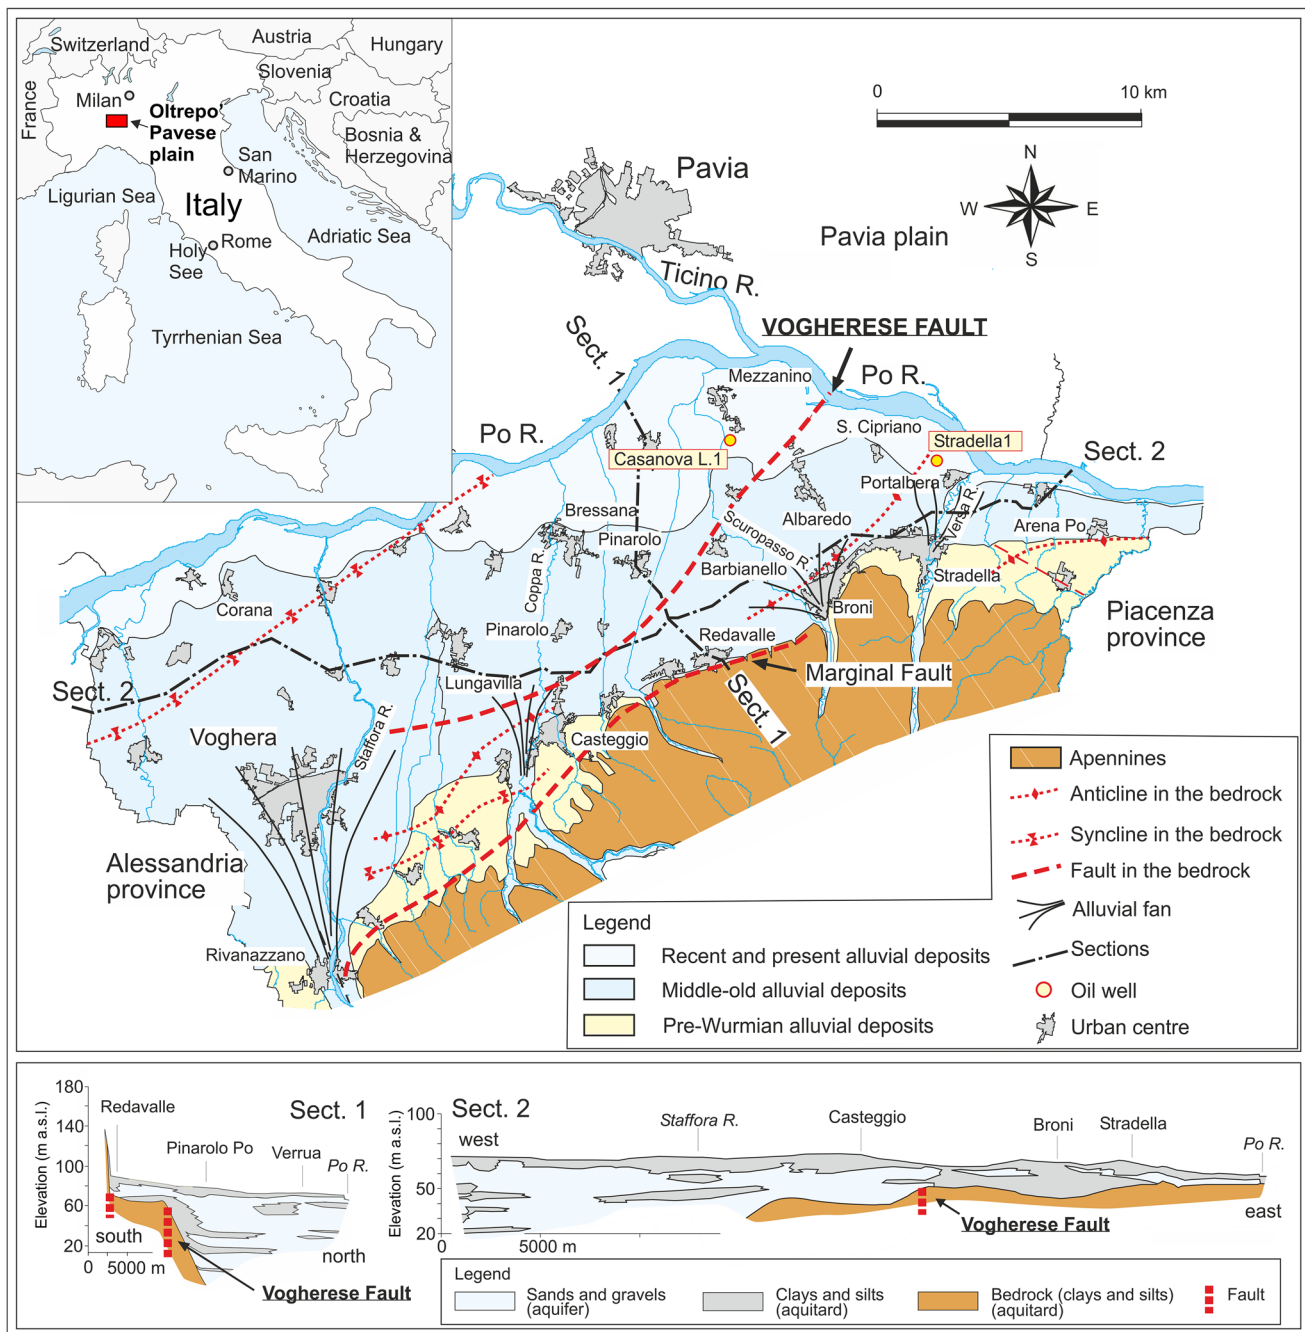 Switzerland
Austria
Hungary
Slovenia
France
Milan
Croatia
Oltrepo'
Pavese
plain
Bosnia &
Herzegovina
San
Marino
Ligurian Sea
Italy
Holy
See
Rome
Adriatic Sea
Tyrrhenian Sea
0
10 km
N
W
E
S
Pavia
Pavia plain
Ticino R.
VOGHERESE FAULT
Sect. 1
Mezzanino
Po R.
Po R.
S. Cipriano
Stradella1
Casanova L.1
Sect. 2
Portalbera
Versa R.
Bressana
Albaredo
Arena Po
Pinarolo
Scuropasso R.
Coppa R.
Barbianello
Stradella
Corana
Broni
Piacenza
province
Pinarolo
Redavalle
Marginal Fault
Sect. 2
Lungavilla
Sect. 1
Staffora R.
Voghera
Casteggio
Alessandria
province
Rivanazzano
Apennines
Anticline in the bedrock
Syncline in the bedrock
Fault in the bedrock
Alluvial fan
Sections
Oil well
Urban centre
Legend
Recent and present alluvial deposits
Middle-old alluvial deposits
Pre-Wurmian alluvial deposits
Elevation (m a.s.l.)
180
140
100
60
20
Redavalle
Sect. 1
Pinarolo Po
Verrua
Po R.
south
north
0
5000 m
Vogherese Fault
Elevation (m a.s.l.)
100
50
20
Sect. 2
west
Staffora R.
Casteggio
Broni
Stradella
Po R.
east
0
5000 m
Vogherese Fault
Legend
Sands and gravels
(aquifer)
Clays and silts
(aquitard)
Bedrock (clays and silts)
(aquitard)
Fault